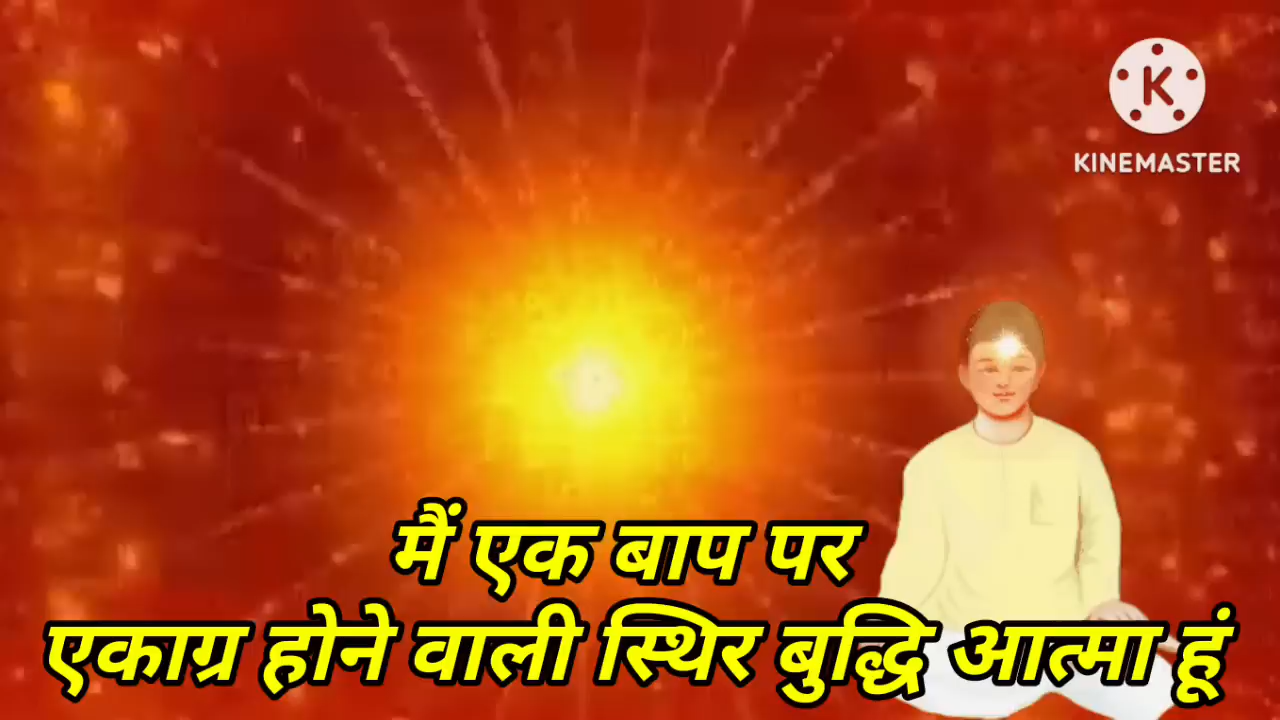 K
KINEMASTER
मैं एक बाप पर
एकाग्र होने वाली स्थिर बुद्धि आत्मा हूं